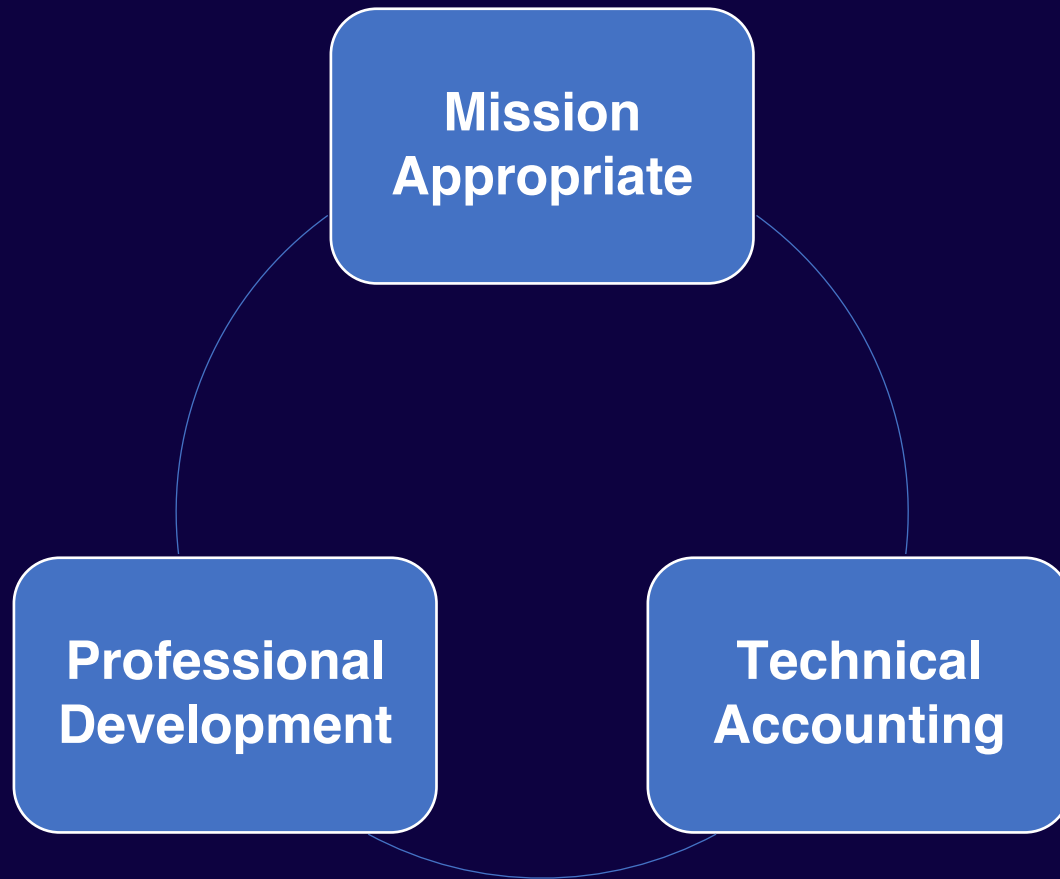 Mission
Appropriate
Professional
Development
Technical
Accounting